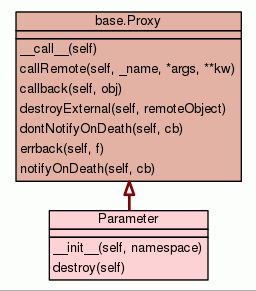 base.Proxy
__call__(self)
callRemote(self, _name, *args, **kw)
callback(self, obj)
destroyExternal(self, remoteObject)
dontNotifyOnDeath(self, cb)
errback(self, f)
notifyOnDeath(self, cb)
Parameter
__init__(self, namespace)
destroy(self)